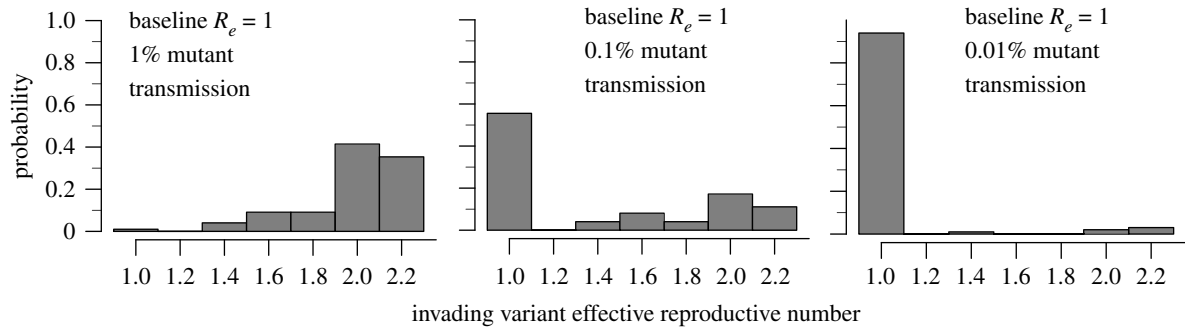 baseline Re = 1
1% mutant
transmission
baseline Re = 1
0.1% mutant
transmission
baseline Re = 1
0.01% mutant
transmission
probability
1.0
0.8
0.6
0.4
0.2
0
1.0 1.2 1.4 1.6 1.8 2.0 2.2
1.0 1.2 1.4 1.6 1.8 2.0 2.2
1.0 1.2 1.4 1.6 1.8 2.0 2.2
invading variant effective reproductive number